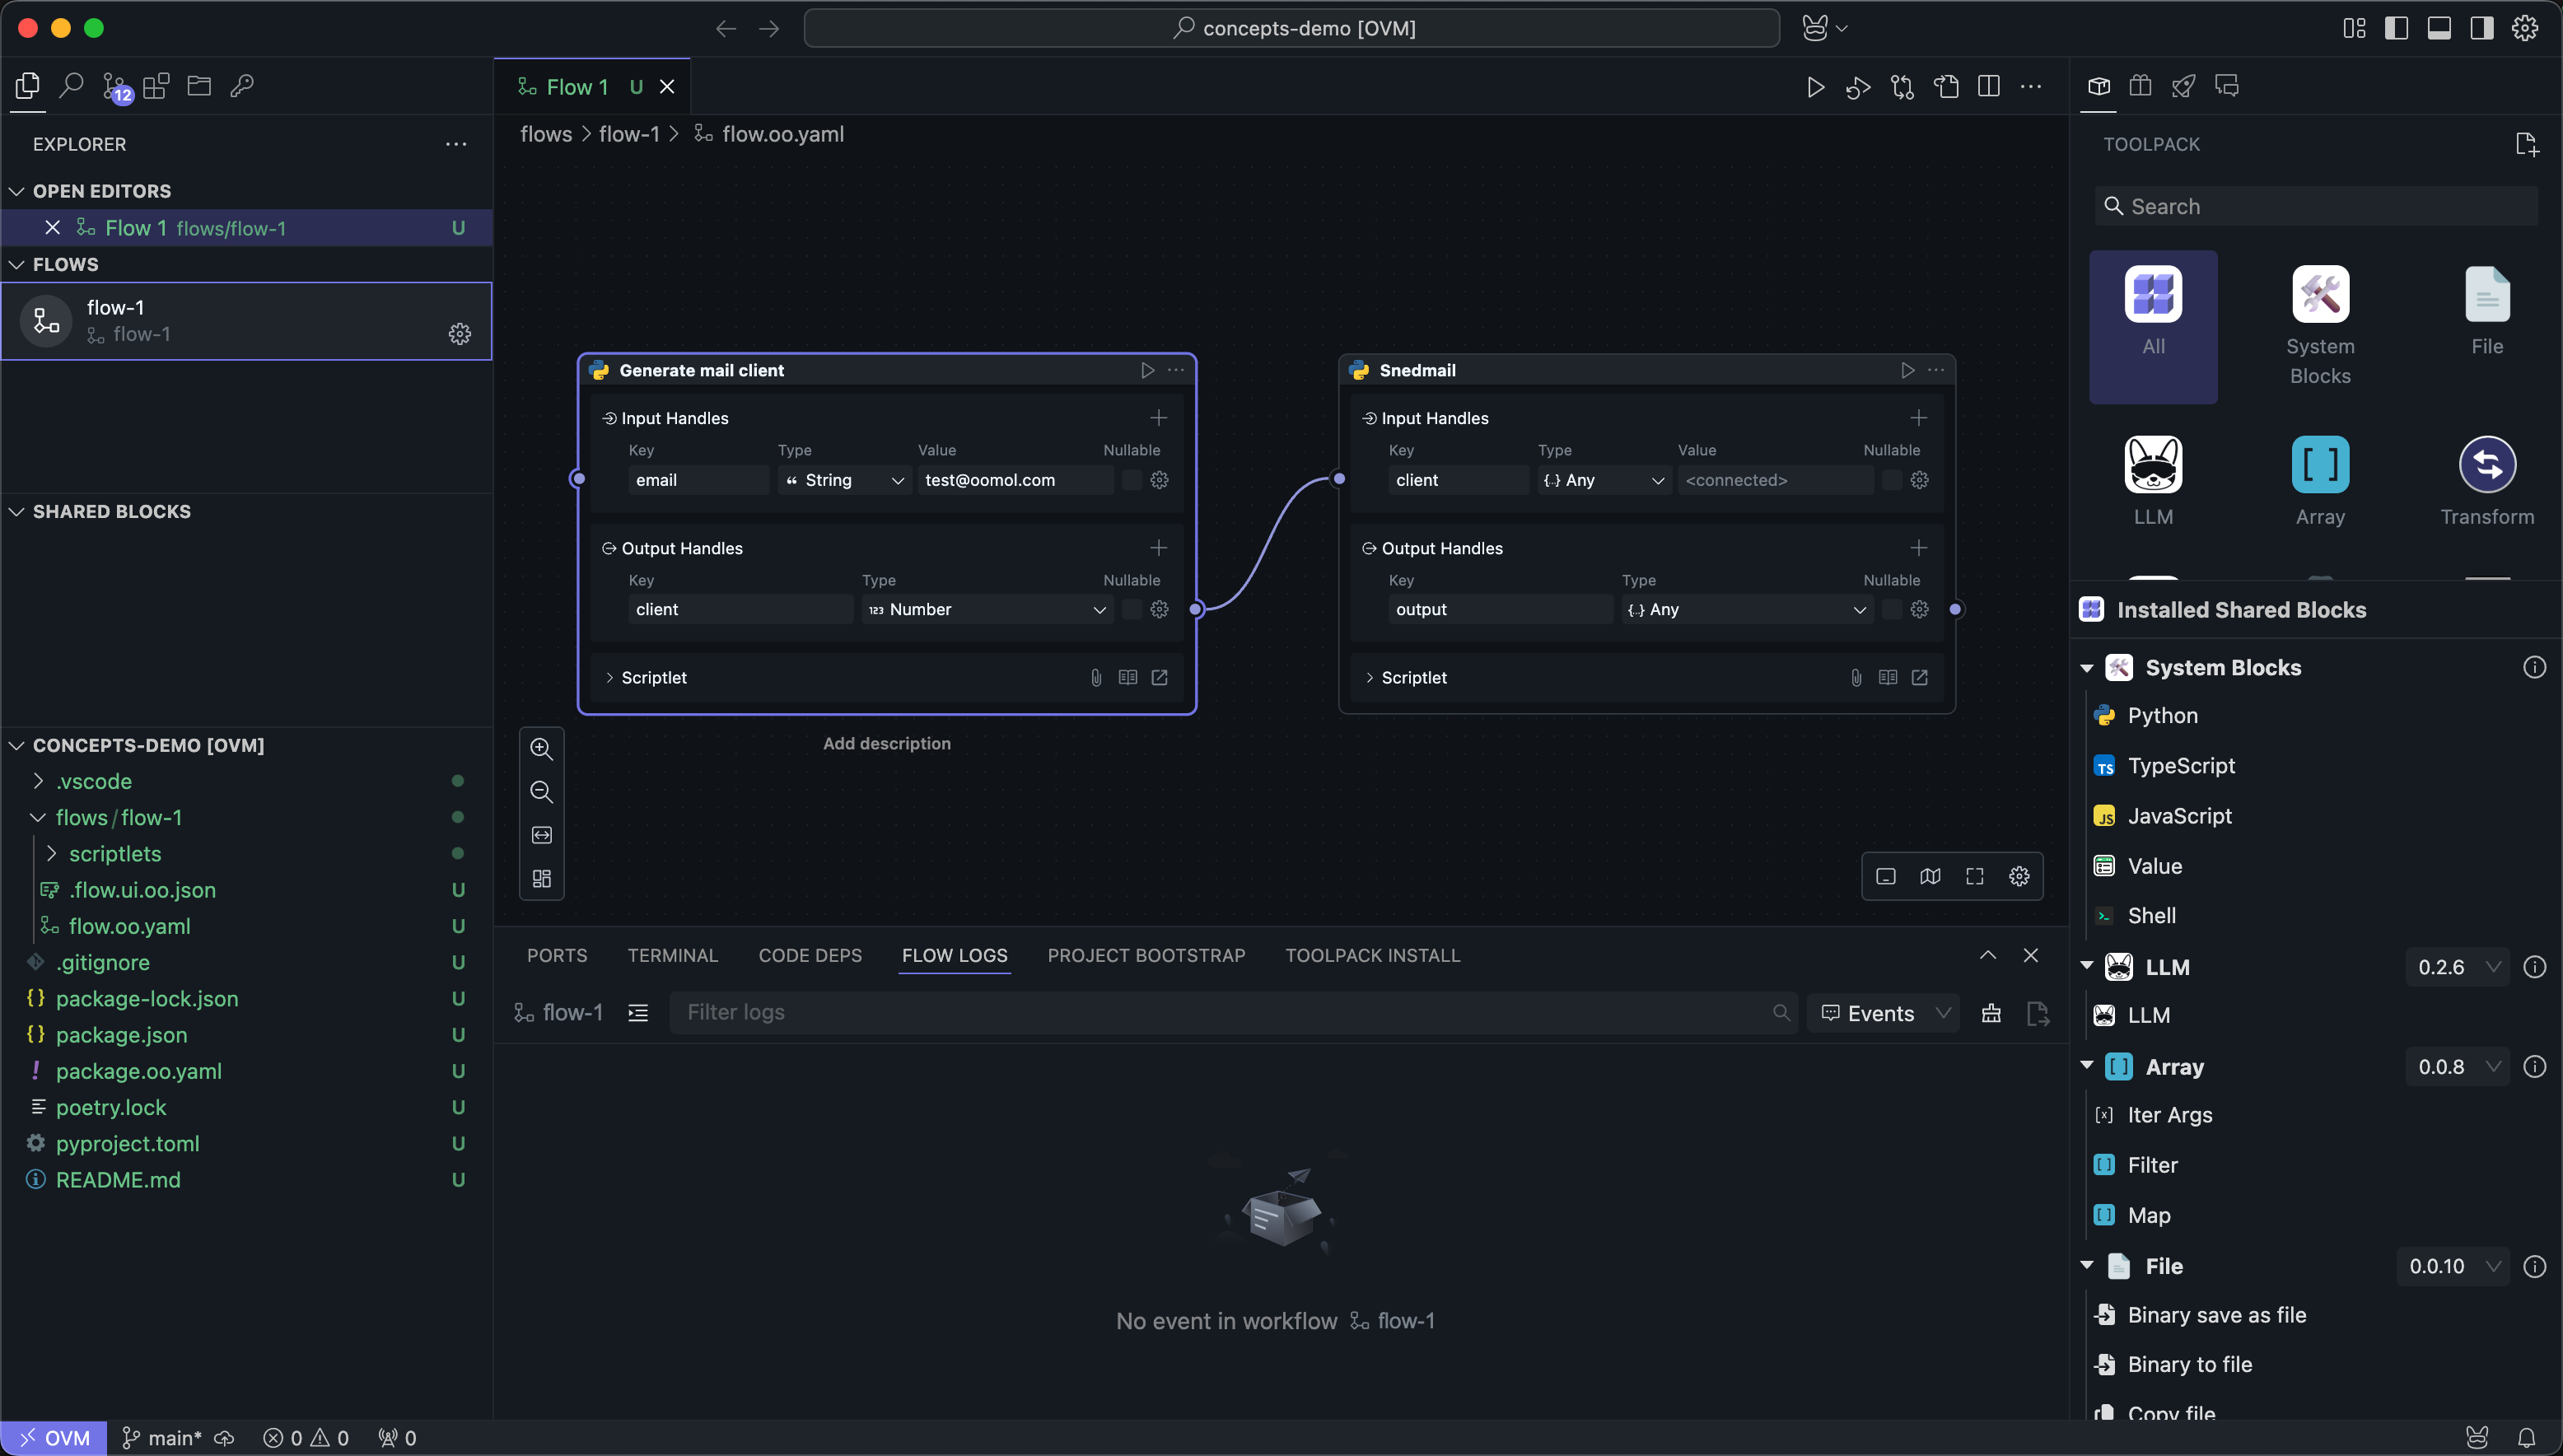 concepts-demo [OVM]
12
EXPLORER
OPEN EDITORS
Flow 1 flows/flow-1 U
FLOWS
flow-1
flow-1
SHARED BLOCKS
CONCEPTS-DEMO [OVM]
.vscode
flows/flow-1
scriptlets
.flow.ui.oo.json U
flow.oo.yaml U
.gitignore U
{} package-lock.json U
{} package.json U
! package.oo.yaml U
poetry.lock U
pyproject.toml U
README.md U
Flow 1 U
flows > flow-1 > flow.oo.yaml
Generate mail client
Input Handles
Key Type Value Nullable
email String test@oomol.com
Output Handles
Key Type Nullable
client 123 Number
Scriptlet
Add description
Snedmail
Input Handles
Key Type Value Nullable
client {..} Any <connected>
Output Handles
Key Type Nullable
output {..} Any
Scriptlet
PORTS TERMINAL CODE DEPS FLOW LOGS PROJECT BOOTSTRAP TOOLPACK INSTALL
flow-1 Filter logs Events
No event in workflow flow-1
TOOLPACK
Search
All System Blocks File
LLM Array Transform
Installed Shared Blocks
System Blocks
Python
TS TypeScript
JS JavaScript
Value
Shell
LLM 0.2.6
LLM
Array 0.0.8
[x] Iter Args
Filter
Map
File 0.0.10
Binary save as file
Binary to file
Copy file
OVM main* 0 0 0